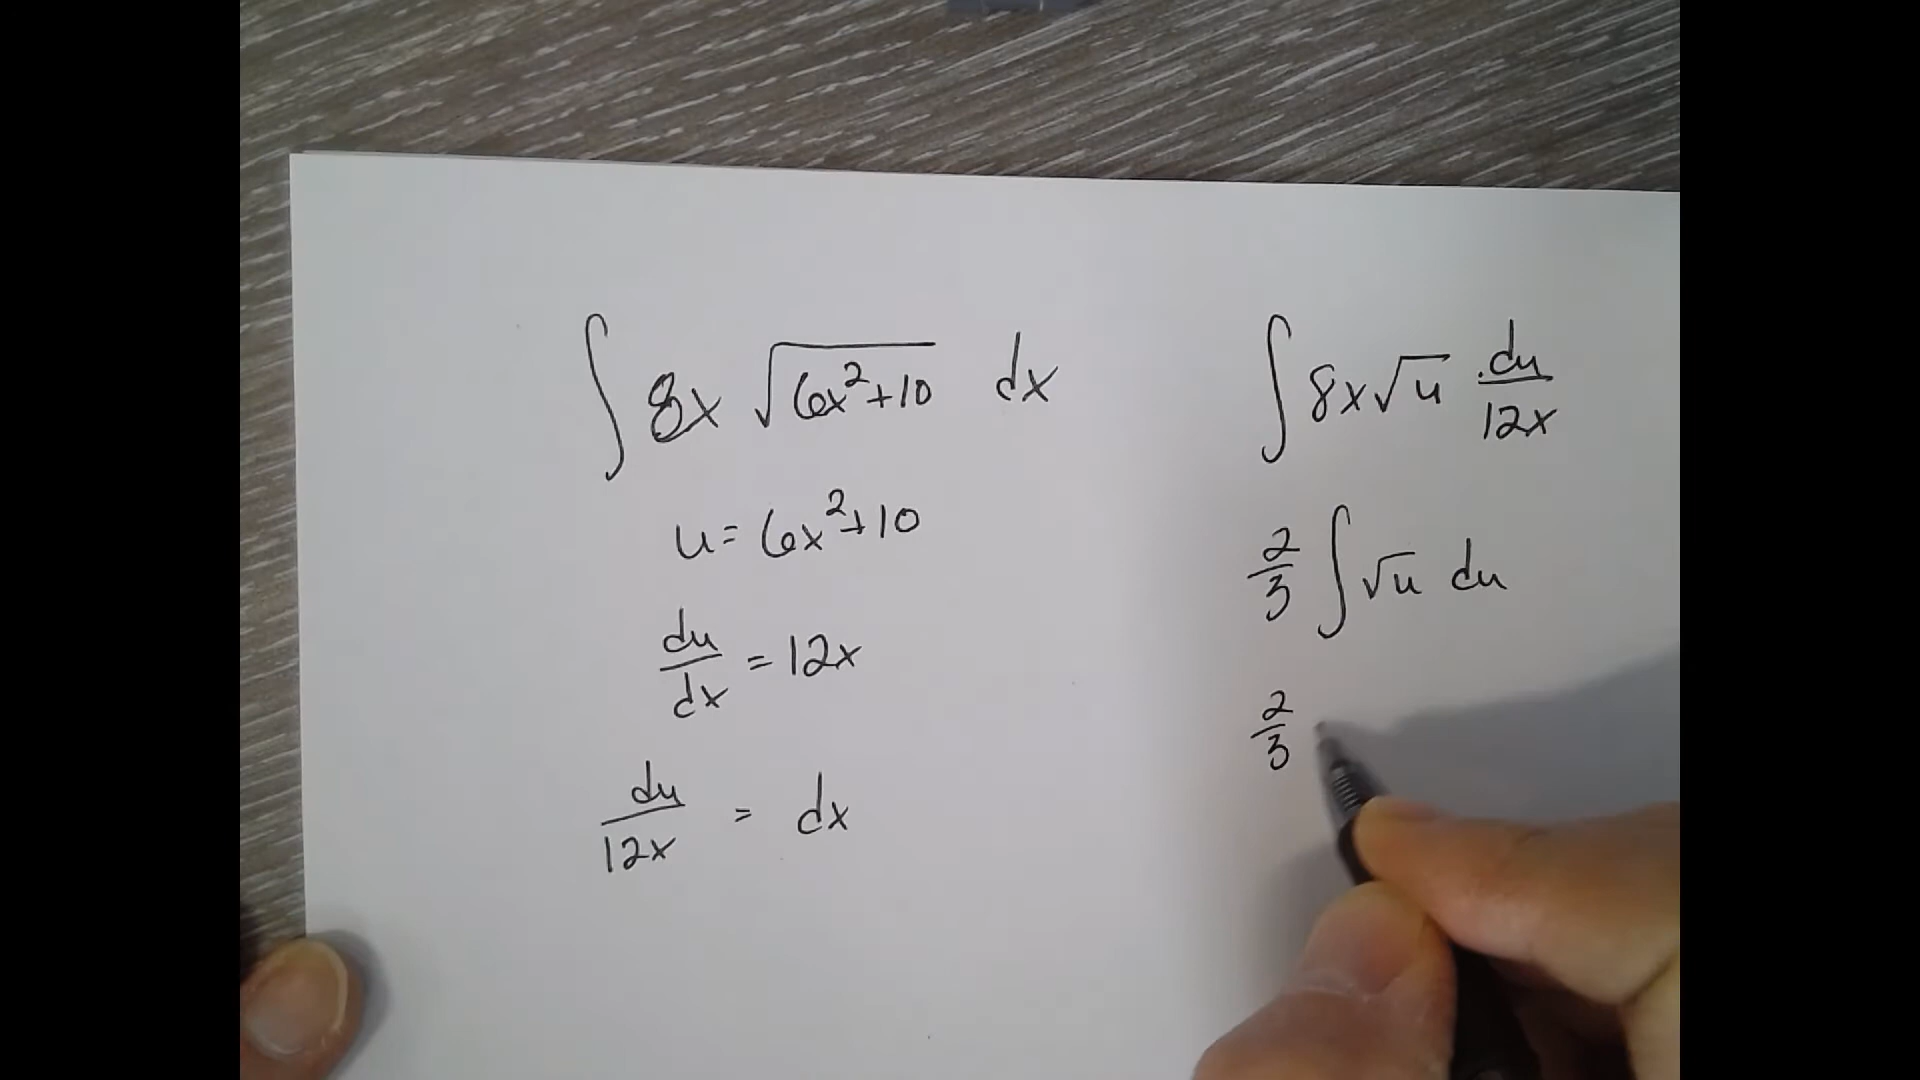 ∫ 8x √(6x²+10) dx
u = 6x²+10
du/dx = 12x
du/12x = dx
∫ 8x √u · du/12x
2/3 ∫ √u du
2/3